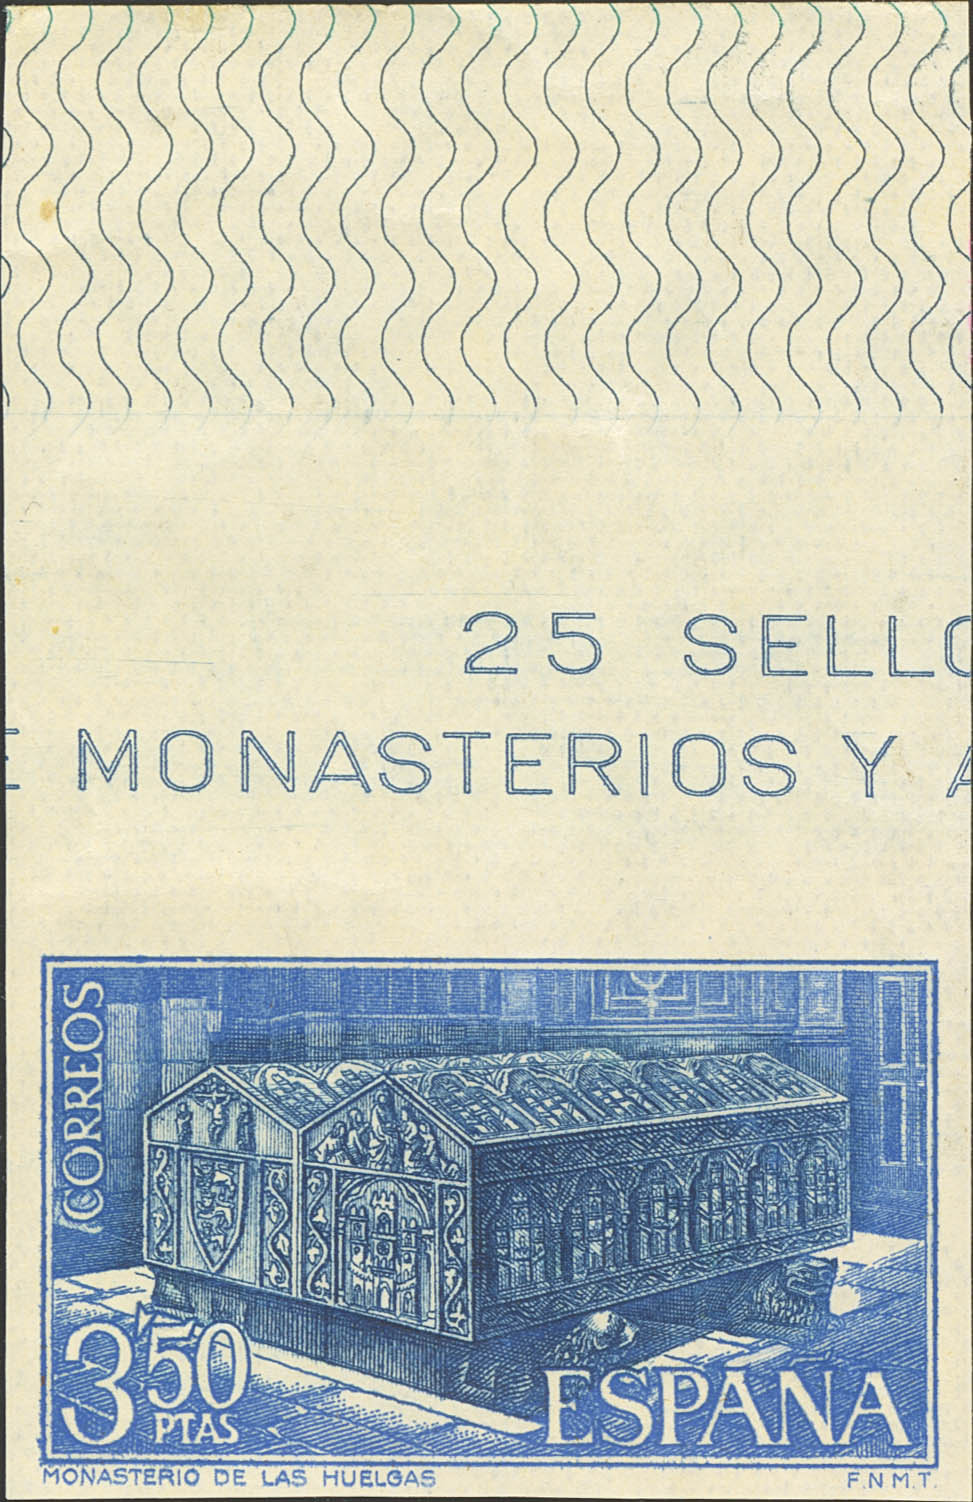 25 SELLO
E MONASTERIOS Y A
CORREOS
3'50
PTAS
ESPAÑA
MONASTERIO DE LAS HUELGAS
F.N.M.T.